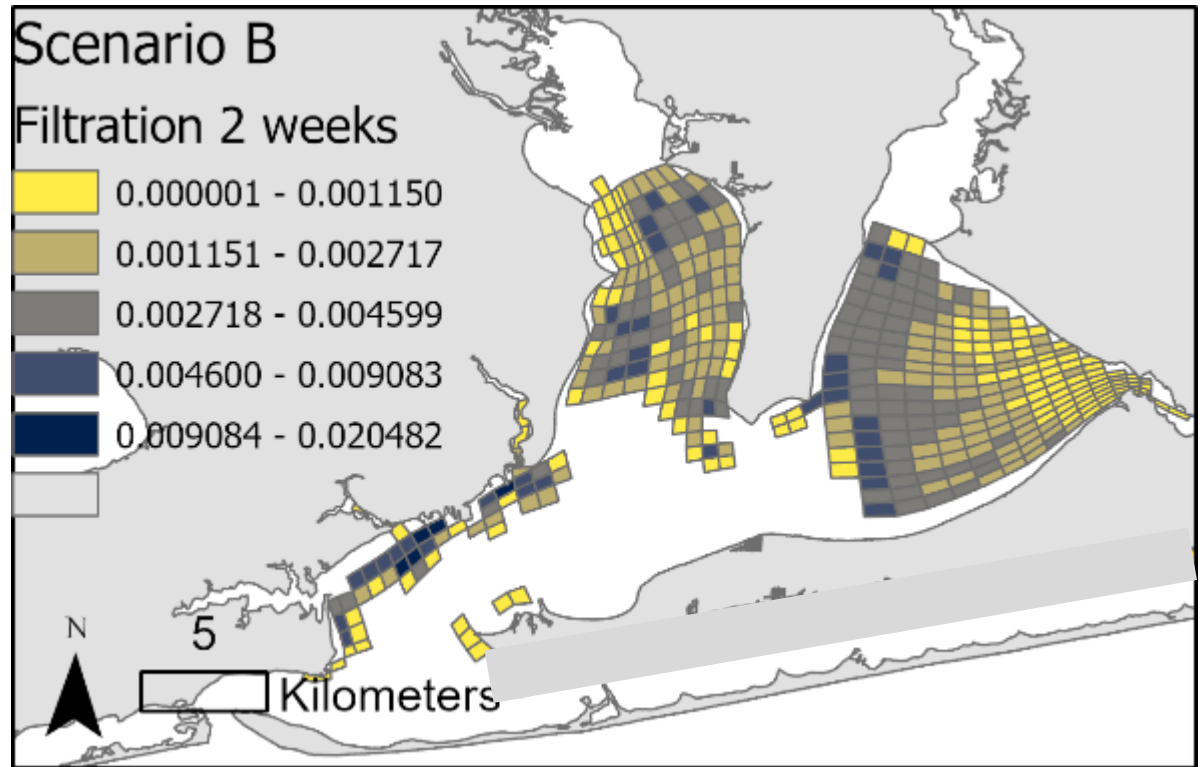 Scenario B
Filtration 2 weeks
0.000001 - 0.001150
0.001151 - 0.002717
0.002718 - 0.004599
0.004600 - 0.009083
0.009084 - 0.020482
N
5
Kilometers